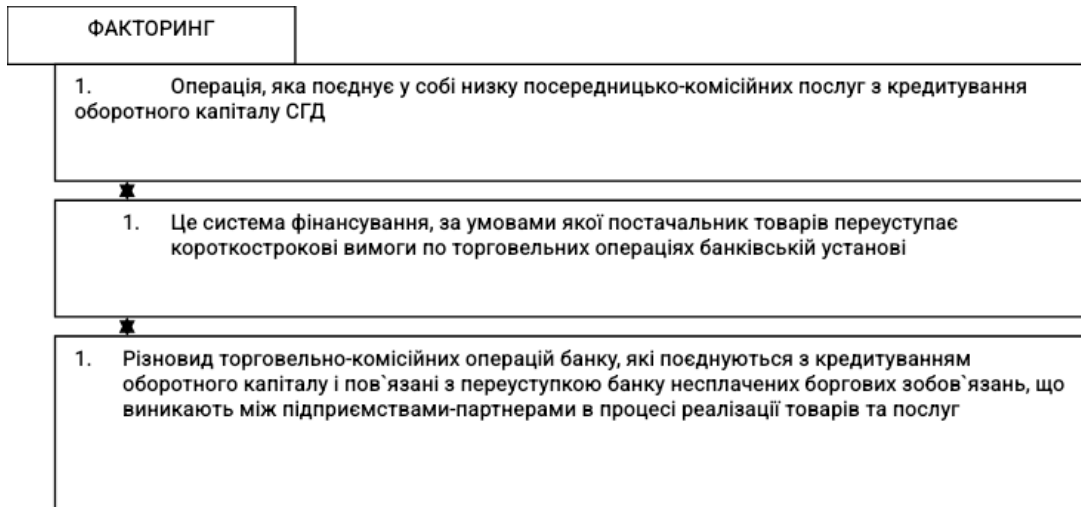 ФАКТОРИНГ
1. Операція, яка поєднує у собі низку посередницько-комісійних послуг з кредитування
оборотного капіталу СГД
1. Це система фінансування, за умовами якої постачальник товарів переуступає
короткострокові вимоги по торговельних операціях банківській установі
1. Різновид торговельно-комісійних операцій банку, які поєднуються з кредитуванням
оборотного капіталу і пов`язані з переуступкою банку несплачених боргових зобов`язань, що
виникають між підприємствами-партнерами в процесі реалізації товарів та послуг